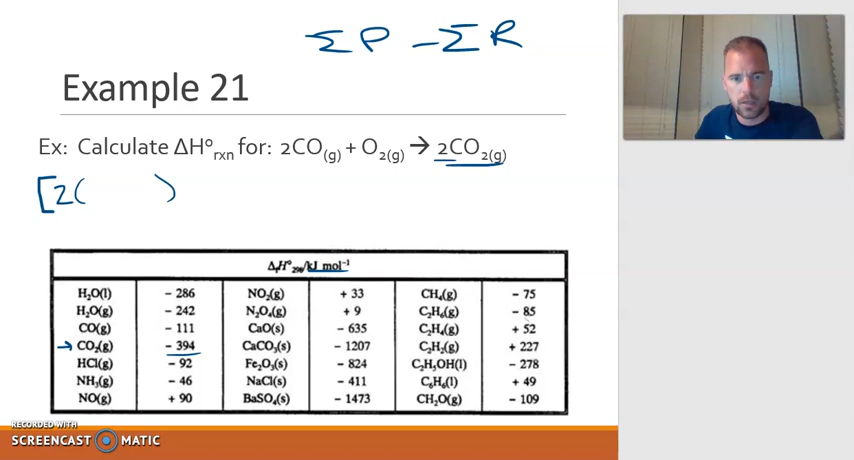 ΣP - ΣR
Example 21
Ex: Calculate ΔH°rxn for: 2CO(g) + O2(g) → 2CO2(g)
[2( )
ΔfH°298/kJ mol⁻¹
H2O(l) - 286 NO2(g) + 33 CH4(g) - 75
H2O(g) - 242 N2O4(g) + 9 C2H6(g) - 85
CO(g) - 111 CaO(s) - 635 C2H4(g) + 52
→ CO2(g) - 394 CaCO3(s) - 1207 C2H2(g) + 227
HCl(g) - 92 Fe2O3(s) - 824 C2H5OH(l) - 278
NH3(g) - 46 NaCl(s) - 411 C6H6(l) + 49
NO(g) + 90 BaSO4(s) - 1473 CH2O(g) - 109
RECORDED WITH
SCREENCAST MATIC